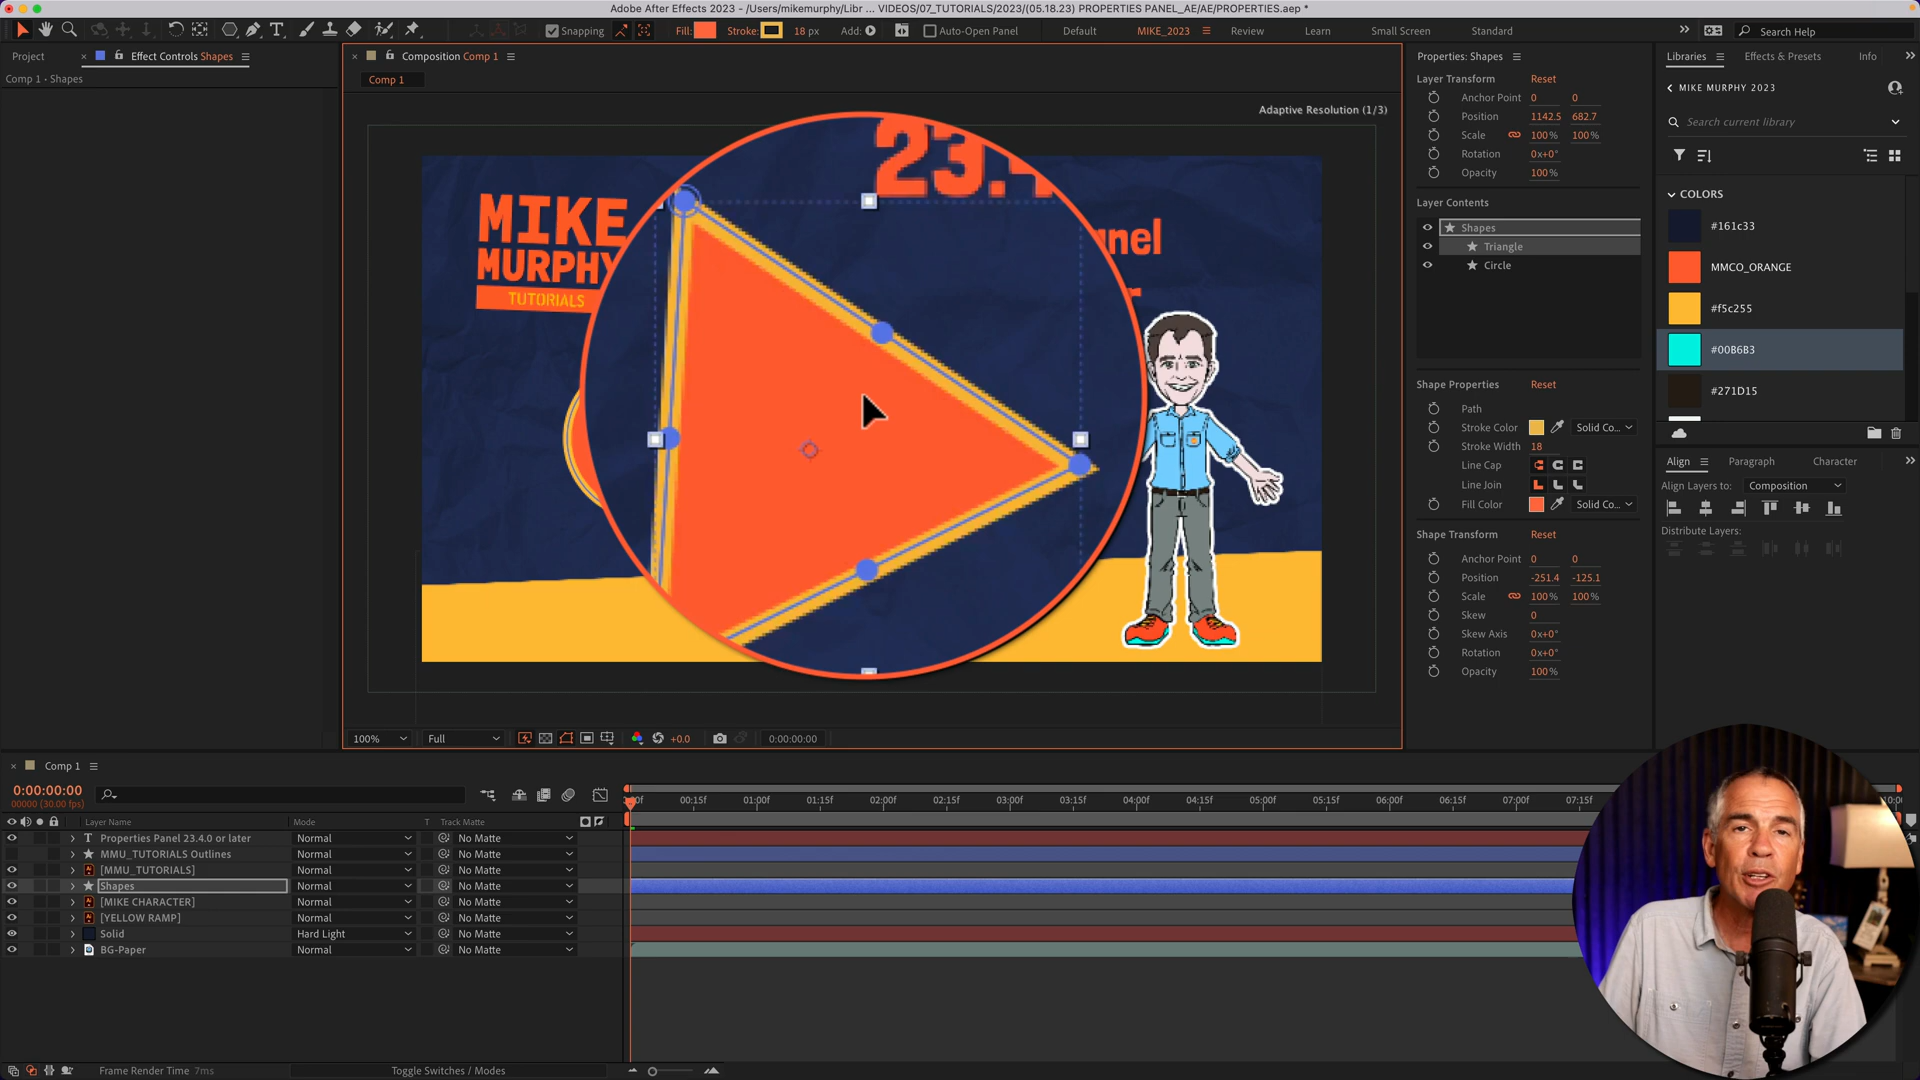 Adobe After Effects 2023 - /Users/mikemurphy/Libr ... VIDEOS/07_TUTORIALS/2023/(05.18.23) PROPERTIES PANEL_AE/AE/PROPERTIES.aep *
Snapping Fill: Stroke: 18 px Add: Auto-Open Panel Default MIKE_2023 Review Learn Small Screen Standard Search Help
Project Effect Controls Shapes
Comp 1 • Shapes
Composition Comp 1
Comp 1
Adaptive Resolution (1/3)
23.4
MIKE
MURPHY
TUTORIALS
100% Full +0.0 0:00:00:00
Properties: Shapes
Layer Transform Reset
Anchor Point 0 0
Position 1142.5 682.7
Scale 100% 100%
Rotation 0x+0°
Opacity 100%
Layer Contents
Shapes
Triangle
Circle
Shape Properties Reset
Path
Stroke Color Solid Co...
Stroke Width 18
Line Cap
Line Join
Fill Color Solid Co...
Shape Transform Reset
Anchor Point 0 0
Position -251.4 -125.1
Scale 100% 100%
Skew 0
Skew Axis 0x+0°
Rotation 0x+0°
Opacity 100%
Libraries Effects & Presets Info
MIKE MURPHY 2023
Search current library
COLORS
#161c33
MMCO_ORANGE
#f5c255
#00B6B3
#271D15
Align Paragraph Character
Align Layers to: Composition
Distribute Layers:
Comp 1
0:00:00:00
00000 (30.00 fps)
00:15f 01:00f 01:15f 02:00f 02:15f 03:00f 03:15f 04:00f 04:15f 05:00f 05:15f 06:00f 06:15f 07:00f 07:15f
Layer Name Mode T Track Matte
T Properties Panel 23.4.0 or later Normal No Matte
MMU_TUTORIALS Outlines Normal No Matte
[MMU_TUTORIALS] Normal No Matte
Shapes Normal No Matte
[MIKE CHARACTER] Normal No Matte
[YELLOW RAMP] Normal No Matte
Solid Hard Light No Matte
BG-Paper Normal No Matte
Frame Render Time 7ms
Toggle Switches / Modes